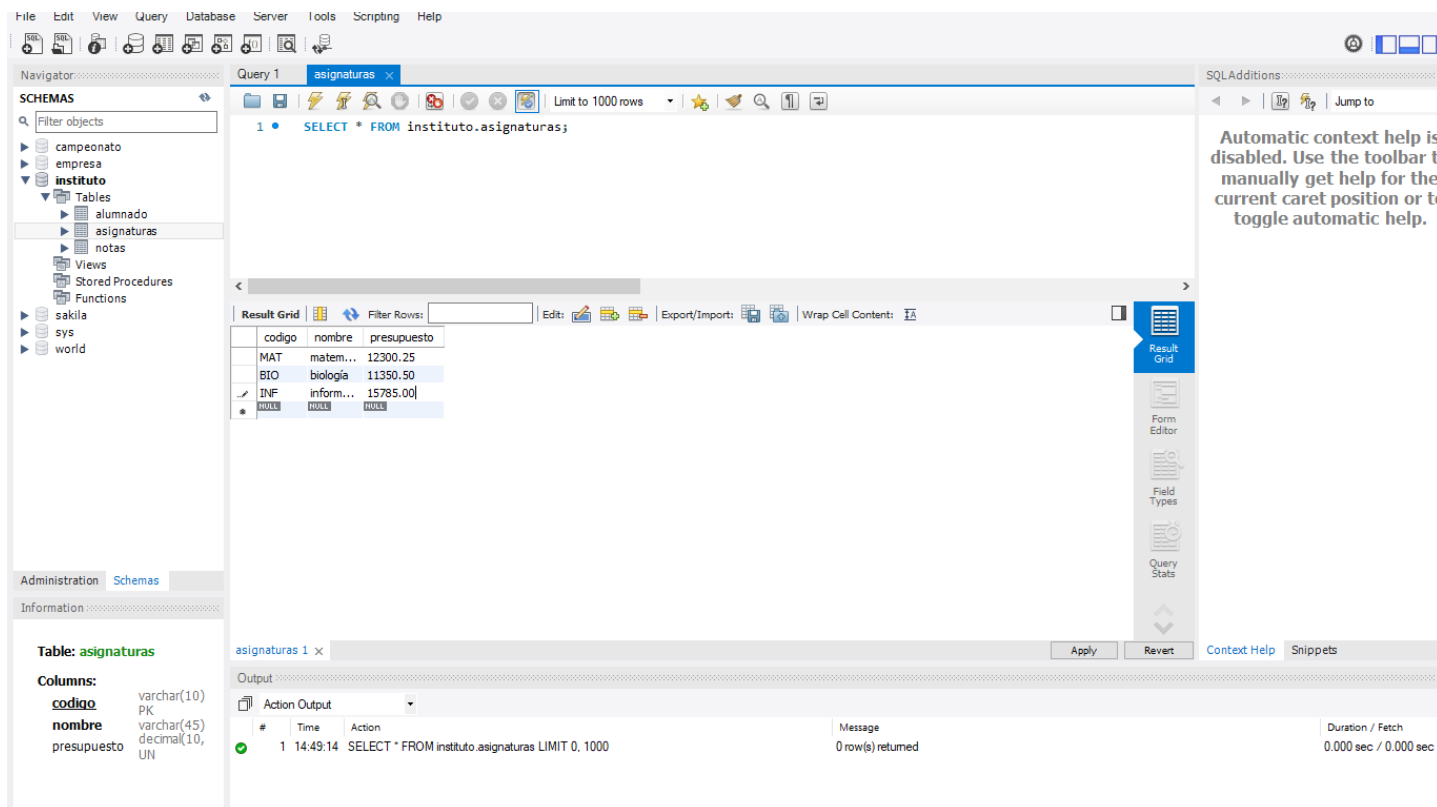 File Edit View Query Database Server Tools Scripting Help
Navigator
SCHEMAS
Filter objects
campeonato
empresa
instituto
Tables
alumnado
asignaturas
notas
Views
Stored Procedures
Functions
sakila
sys
world
Administration Schemas
Information
Table: asignaturas
Columns:
codigo varchar(10) PK
nombre varchar(45)
presupuesto decimal(10, UN
Query 1 asignaturas
Limit to 1000 rows
1 SELECT * FROM instituto.asignaturas;
Result Grid Filter Rows: Edit: Export/Import: Wrap Cell Content:
codigo nombre presupuesto
MAT matem... 12300.25
BIO biología 11350.50
INF inform... 15785.00
NULL NULL NULL
Result Grid
Form Editor
Field Types
Query Stats
asignaturas 1 Apply Revert
Output
Action Output
# Time Action Message Duration / Fetch
1 14:49:14 SELECT * FROM instituto.asignaturas LIMIT 0, 1000 0 row(s) returned 0.000 sec / 0.000 sec
SQLAdditions
Jump to
Automatic context help is
disabled. Use the toolbar t
manually get help for the
current caret position or to
toggle automatic help.
Context Help Snippets